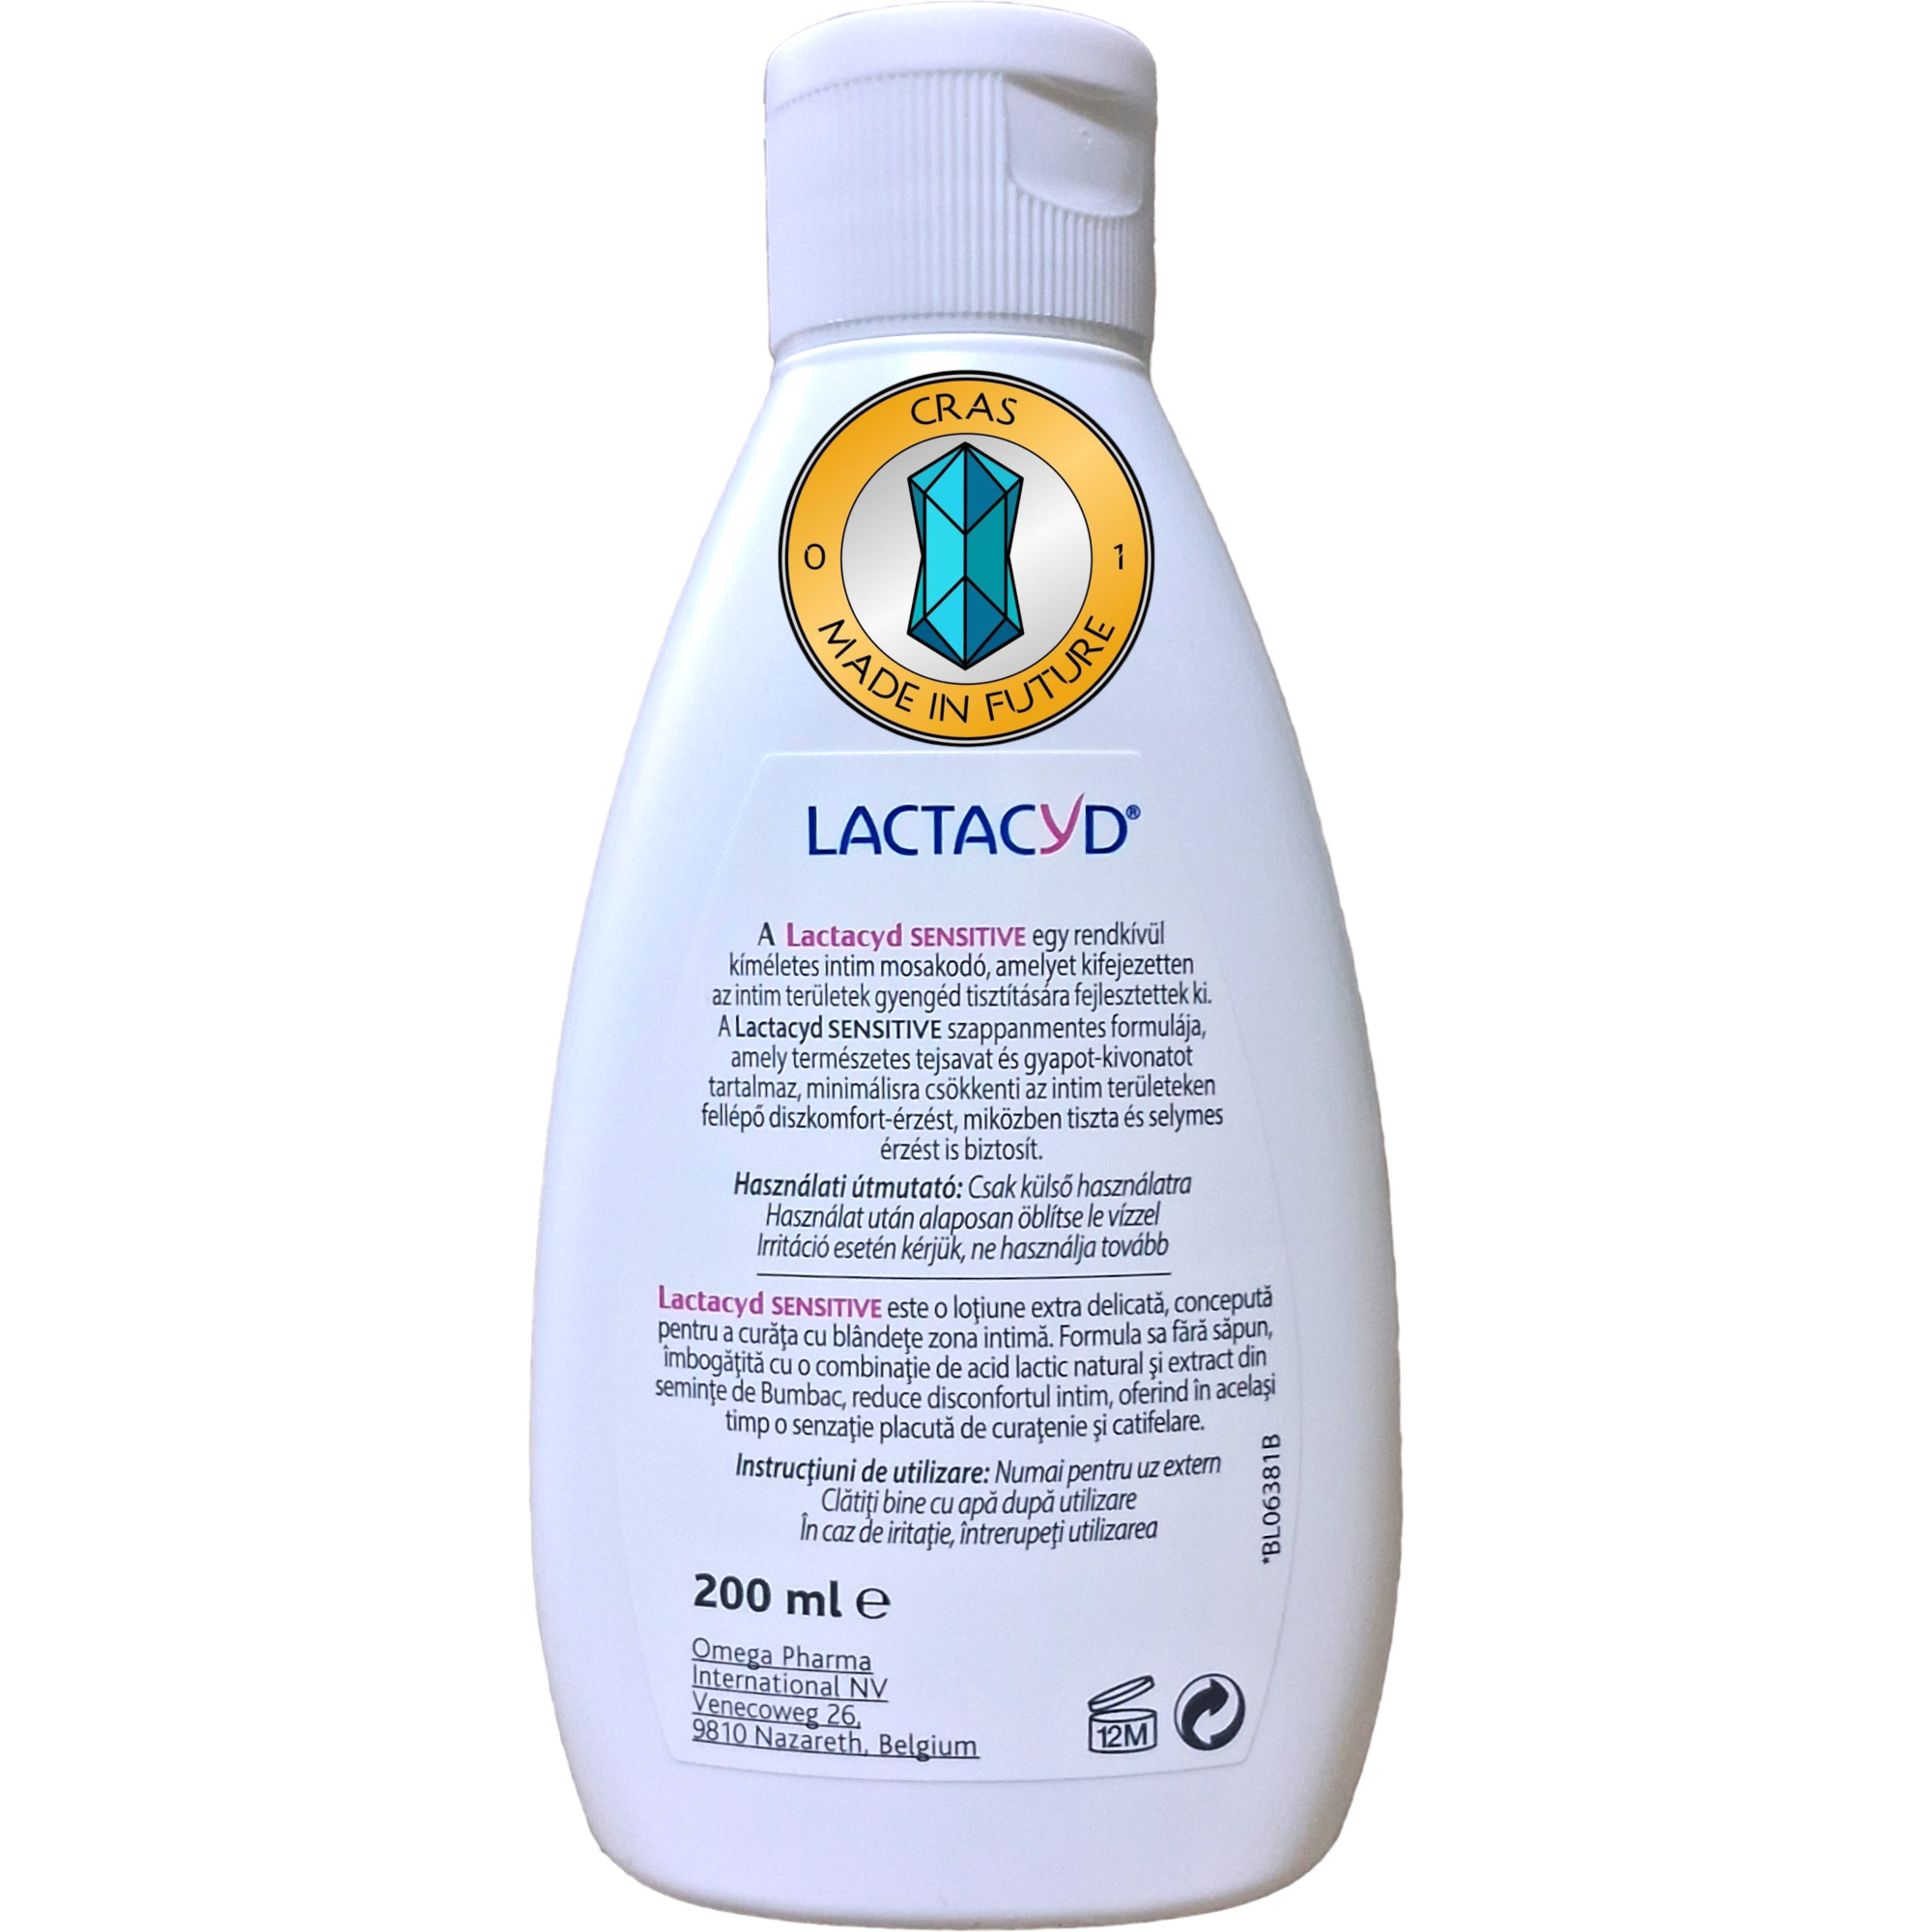 CRAS
0 1
MADE IN FUTURE
LACTACYD®
A Lactacyd SENSITIVE egy rendkívül
kíméletes intim mosakodó, amelyet kifejezetten
az intim területek gyengéd tisztítására fejlesztettek ki.
A Lactacyd SENSITIVE szappanmentes formulája,
amely természetes tejsavat és gyapot-kivonatot
tartalmaz, minimálisra csökkenti az intim területeken
fellépő diszkomfort-érzést, miközben tiszta és selymes
érzést is biztosít.
Használati útmutató: Csak külső használatra
Használat után alaposan öblítse le vízzel
Irritáció esetén kérjük, ne használja tovább
Lactacyd SENSITIVE este o loţiune extra delicată, concepută
pentru a curăţa cu blândeţe zona intimă. Formula sa fără săpun,
îmbogăţită cu o combinaţie de acid lactic natural şi extract din
seminţe de Bumbac, reduce disconfortul intim, oferind în acelaşi
timp o senzaţie placută de curaţenie şi catifelare.
Instrucţiuni de utilizare: Numai pentru uz extern
Clătiţi bine cu apă după utilizare
În caz de iritaţie, întrerupeţi utilizarea
*BL06381B
200 ml ℮
Omega Pharma
International NV
Venecoweg 26,
9810 Nazareth, Belgium
12M